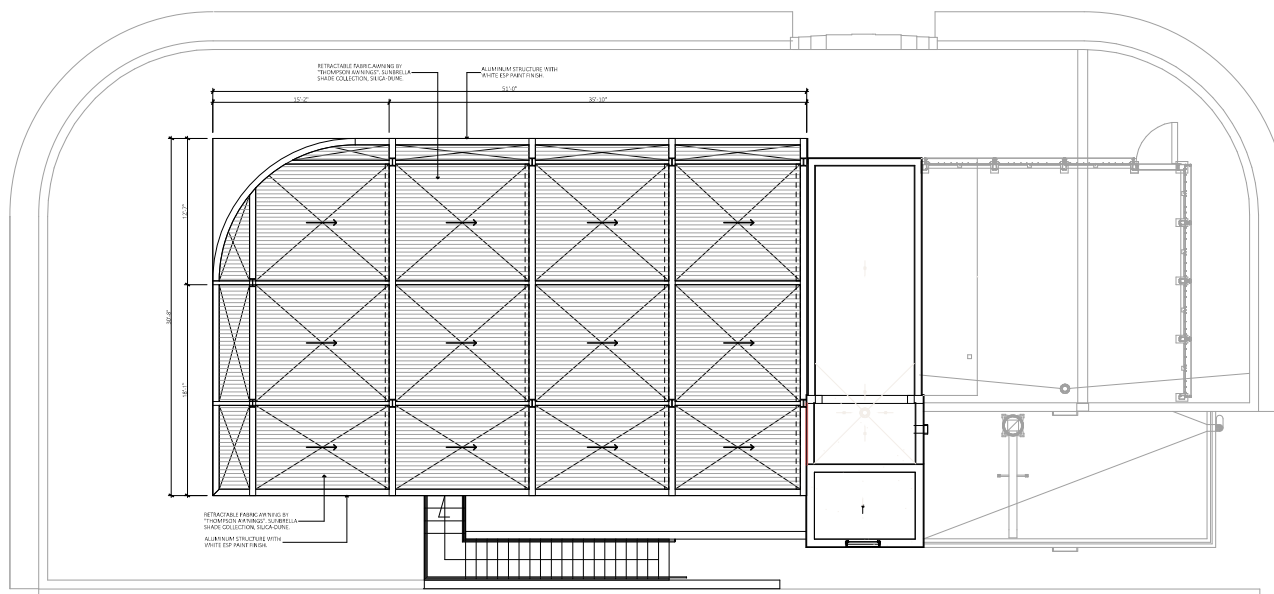 RETRACTABLE FABRIC AWNING BY
"THOMPSON AWNINGS", SUNBRELLA
SHADE COLLECTION, SILICA-DUNE.
ALUMINUM STRUCTURE WITH
WHITE ESP PAINT FINISH.
51'-0"
15'-2"
35'-10"
12'-7"
30'-8"
18'-1"
RETRACTABLE FABRIC AWNING BY
"THOMPSON AWNINGS", SUNBRELLA
SHADE COLLECTION, SILICA-DUNE.
ALUMINUM STRUCTURE WITH
WHITE ESP PAINT FINISH.